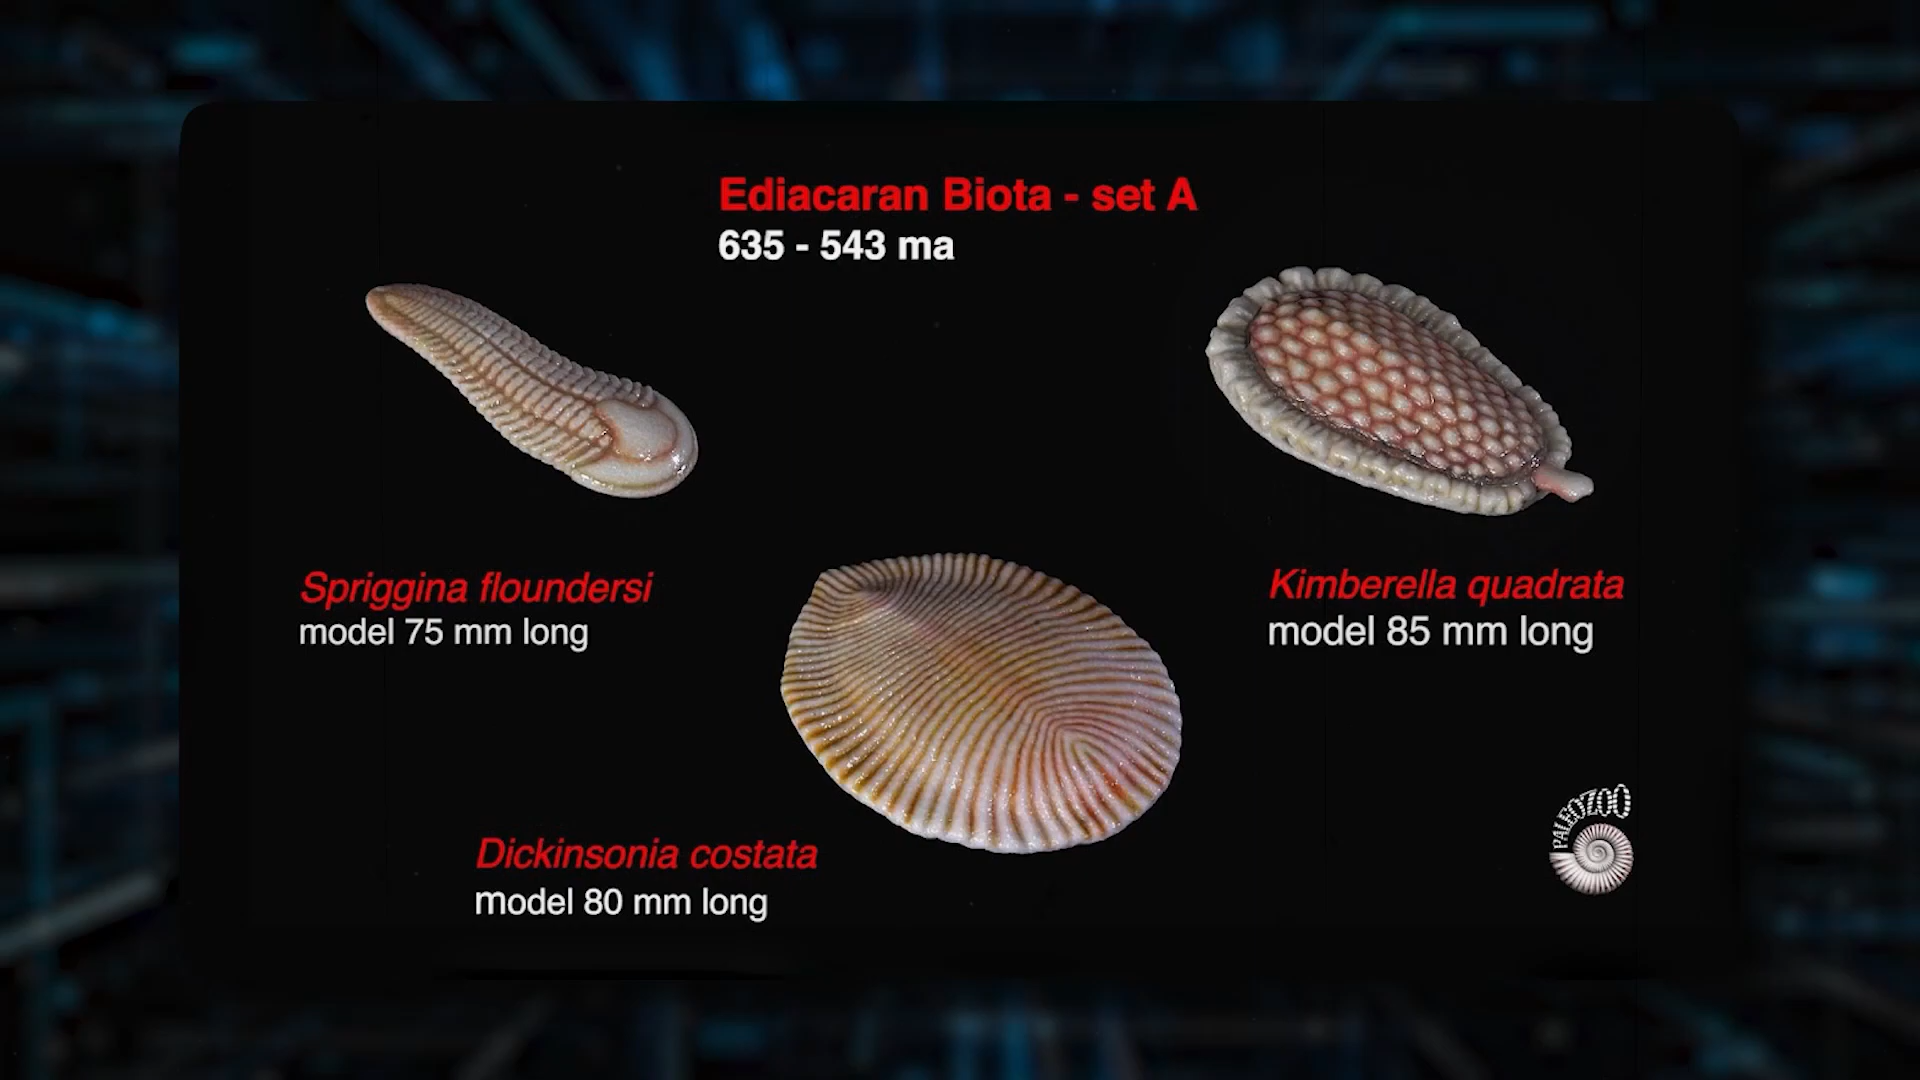 Ediacaran Biota - set A
635 - 543 ma
Spriggina floundersi
model 75 mm long
Kimberella quadrata
model 85 mm long
Dickinsonia costata
model 80 mm long
PALEOZOO